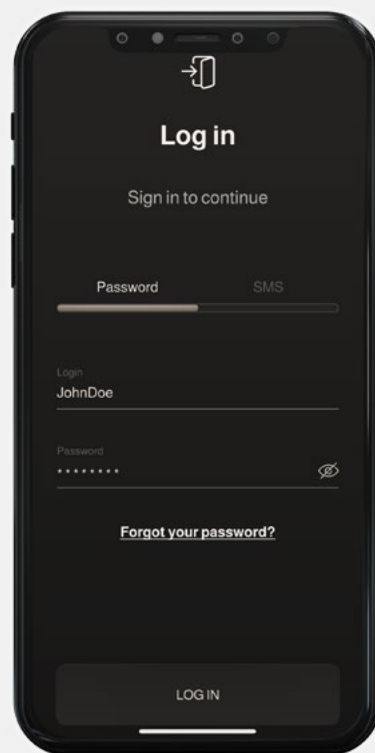 Log in
Sign in to continue
Password SMS
Login
JohnDoe
Password
********
Forgot your password?
LOG IN